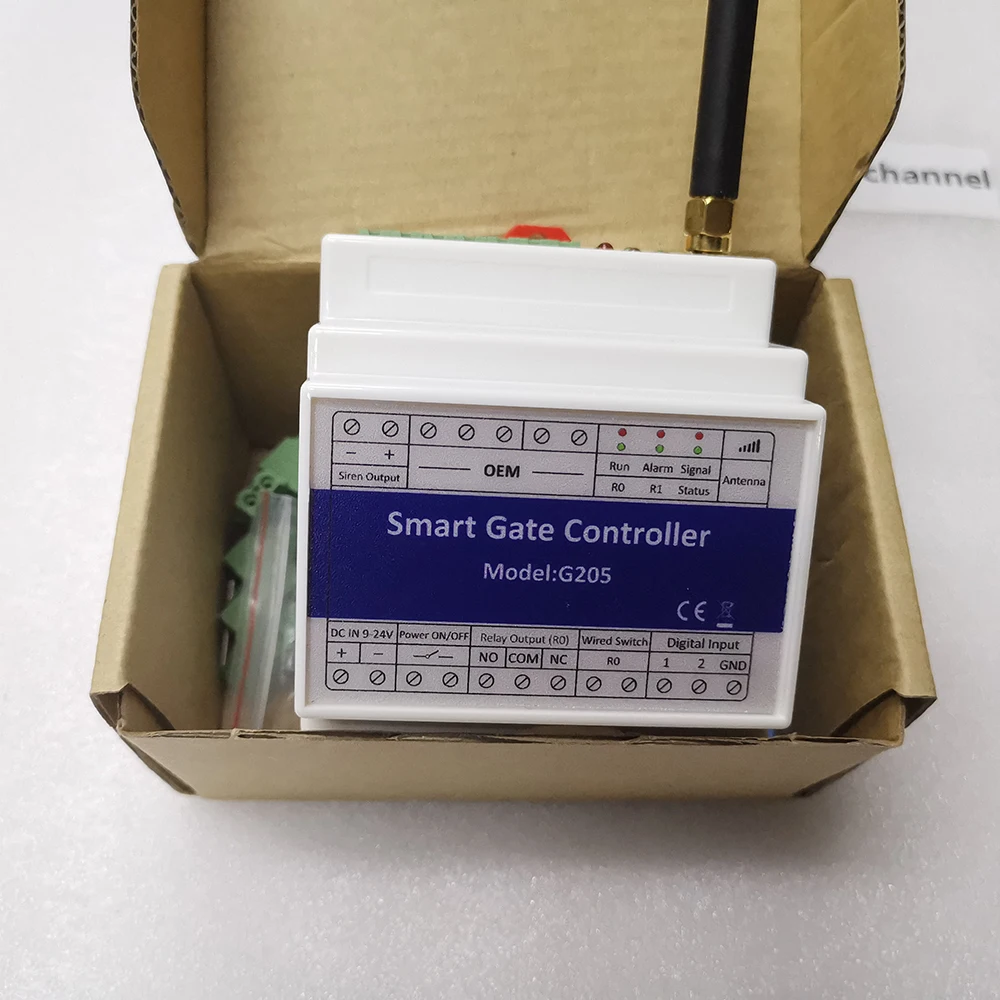 channel
− +
Siren Output
OEM
Run Alarm Signal
R0 R1 Status
Antenna
Smart Gate Controller
Model:G205
CE
DC IN 9-24V Power ON/OFF Relay Output (R0) Wired Switch Digital Input
+ − NO COM NC R0 1 2 GND